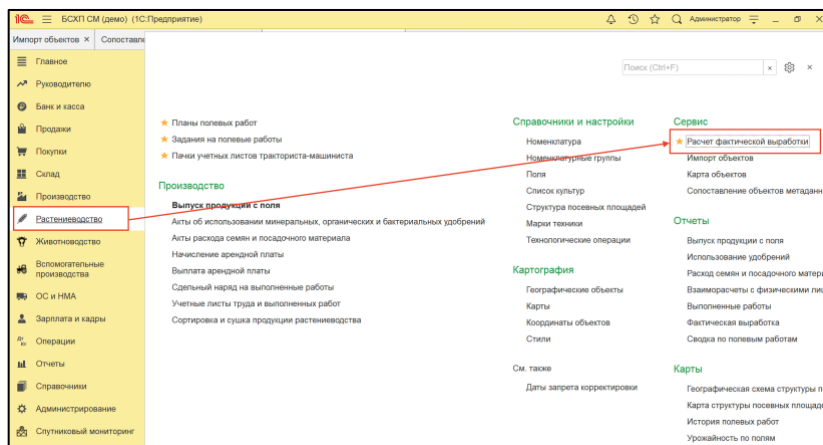 БСХП СМ (демо) (1С:Предприятие)
Администратор
Импорт объектов ×
Сопоставле
Поиск (Ctrl+F)
Главное
Руководителю
Банк и касса
Продажи
Покупки
Склад
Производство
Растениеводство
Животноводство
Вспомогательные
производства
ОС и НМА
Зарплата и кадры
Операции
Отчеты
Справочники
Администрирование
Спутниковый мониторинг
Планы полевых работ
Задания на полевые работы
Пачки учетных листов тракториста-машиниста
Производство
Выпуск продукции с поля
Акты об использовании минеральных, органических и бактериальных удобрений
Акты расхода семян и посадочного материала
Начисление арендной платы
Выплата арендной платы
Сдельный наряд на выполненные работы
Учетные листы труда и выполненных работ
Сортировка и сушка продукции растениеводства
Справочники и настройки
Номенклатура
Номенклатурные группы
Поля
Список культур
Структура посевных площадей
Марки техники
Технологические операции
Картография
Географические объекты
Карты
Координаты объектов
Стили
См. также
Даты запрета корректировки
Сервис
Расчет фактической выработки
Импорт объектов
Карта объектов
Сопоставление объектов метаданн
Отчеты
Выпуск продукции с поля
Использование удобрений
Расход семян и посадочного матери
Взаиморасчеты с физическими лиц
Выполненные работы
Фактическая выработка
Сводка по полевым работам
Карты
Географическая схема структуры п
Карта структуры посевных площаде
История полевых работ
Урожайность по полям